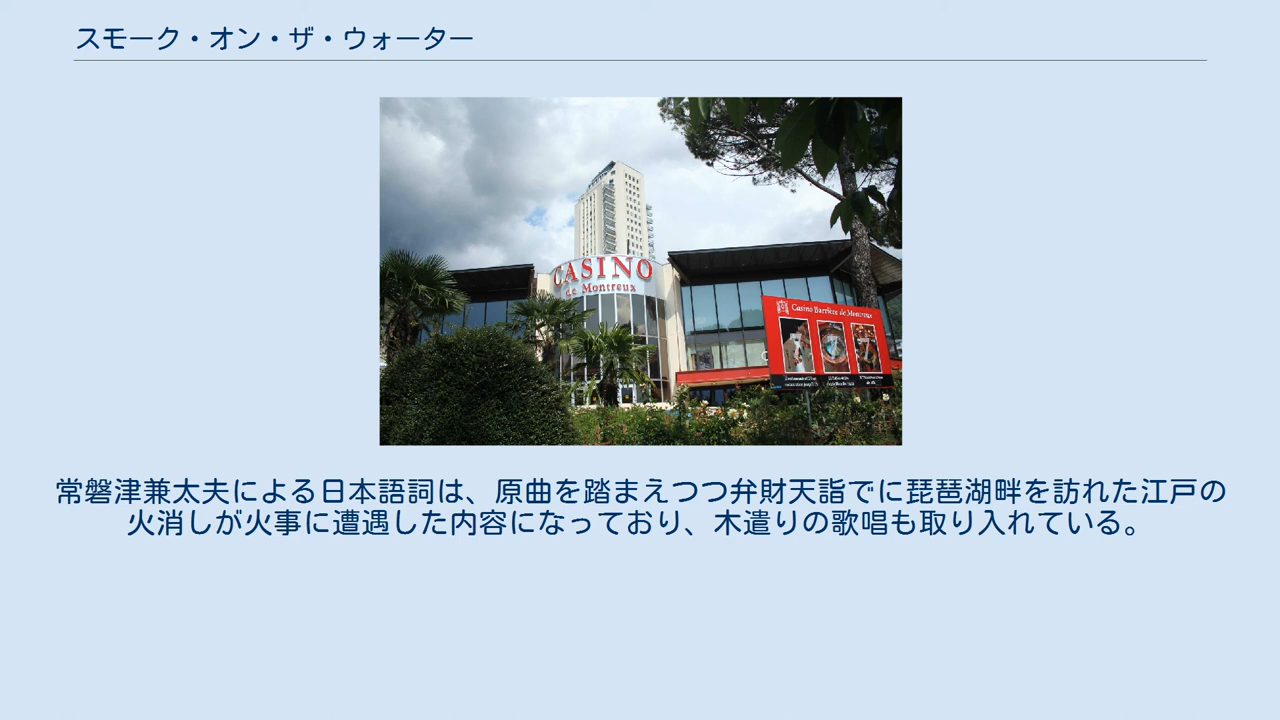 スモーク・オン・ザ・ウォーター
CASINO
de Montreux
Casino Barrière de Montreux
常磐津兼太夫による日本語詞は、原曲を踏まえつつ弁財天詣でに琵琶湖畔を訪れた江戸の
火消しが火事に遭遇した内容になっており、木遣りの歌唱も取り入れている。